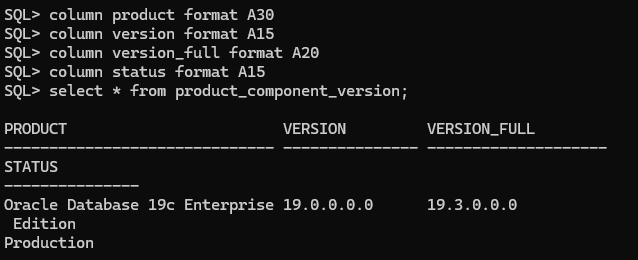 SQL> column product format A30
SQL> column version format A15
SQL> column version_full format A20
SQL> column status format A15
SQL> select * from product_component_version;

PRODUCT                        VERSION         VERSION_FULL
------------------------------ --------------- --------------------
STATUS
---------------
Oracle Database 19c Enterprise 19.0.0.0.0      19.3.0.0.0
 Edition
Production